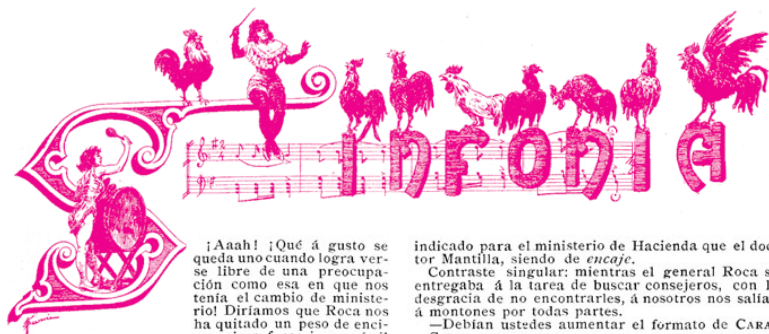 SINFONIA
¡Aaah! ¡Qué á gusto se
queda uno cuando logra ver-
se libre de una preocupa-
ción como esa en que nos
tenía el cambio de ministe-
rio! Diríamos que Roca nos
ha quitado un peso de enci-
indicado para el ministerio de Hacienda que el doc
tor Mantilla, siendo de encaje.
Contraste singular: mientras el general Roca s
entregaba á la tarea de buscar consejeros, con l
desgracia de no encontrarles, á nosotros nos salía
á montones por todas partes.
—Debían ustedes aumentar el formato de CARA